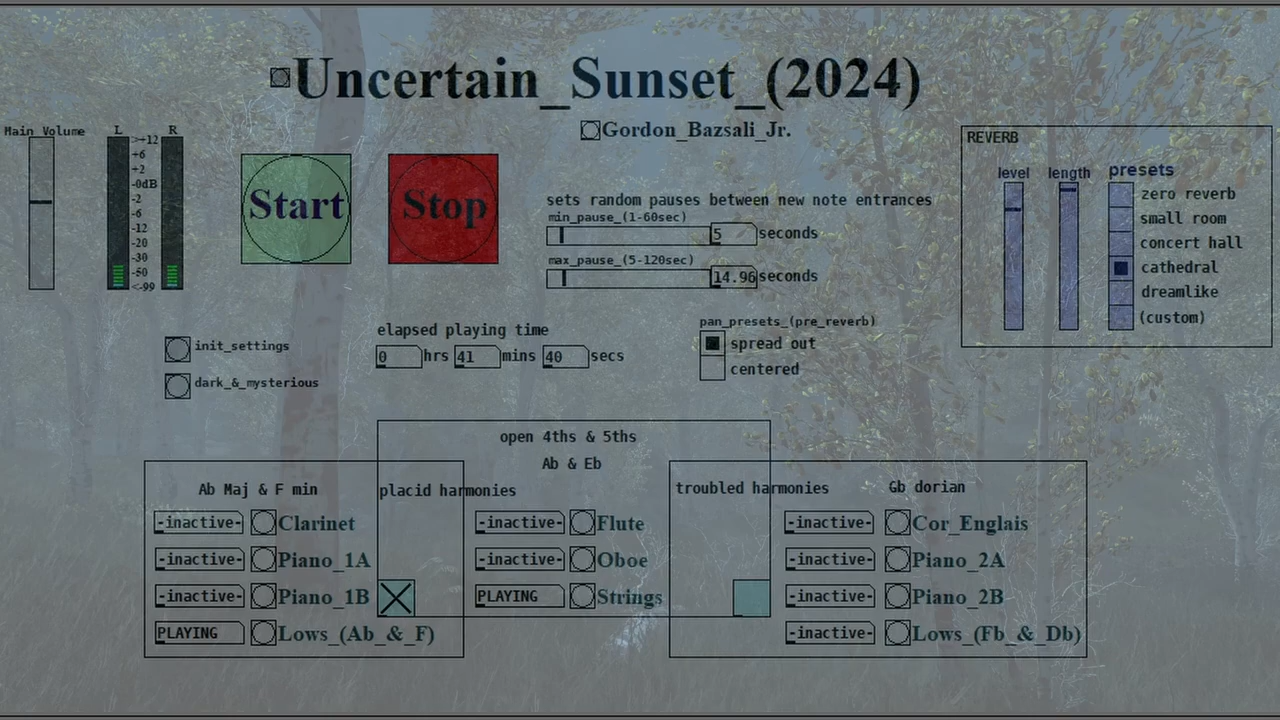 Uncertain_Sunset_(2024)
Gordon_Bazsali_Jr.
Main Volume
L
R
>+12
+6
+2
-0dB
-2
-6
-12
-20
-30
-50
<-99
Start
Stop
sets random pauses between new note entrances
min_pause_(1-60sec)
5 seconds
max_pause_(5-120sec)
14.96 seconds
REVERB
level
length
presets
zero reverb
small room
concert hall
cathedral
dreamlike
(custom)
init_settings
dark_&_mysterious
elapsed playing time
0 hrs 41 mins 40 secs
pan_presets_(pre_reverb)
spread out
centered
open 4ths & 5ths
Ab & Eb
Ab Maj & F min
placid harmonies
troubled harmonies
Gb dorian
-inactive- Clarinet
-inactive- Piano_1A
-inactive- Piano_1B
PLAYING Lows_(Ab_&_F)
-inactive- Flute
-inactive- Oboe
PLAYING Strings
-inactive- Cor_Englais
-inactive- Piano_2A
-inactive- Piano_2B
-inactive- Lows_(Fb_&_Db)